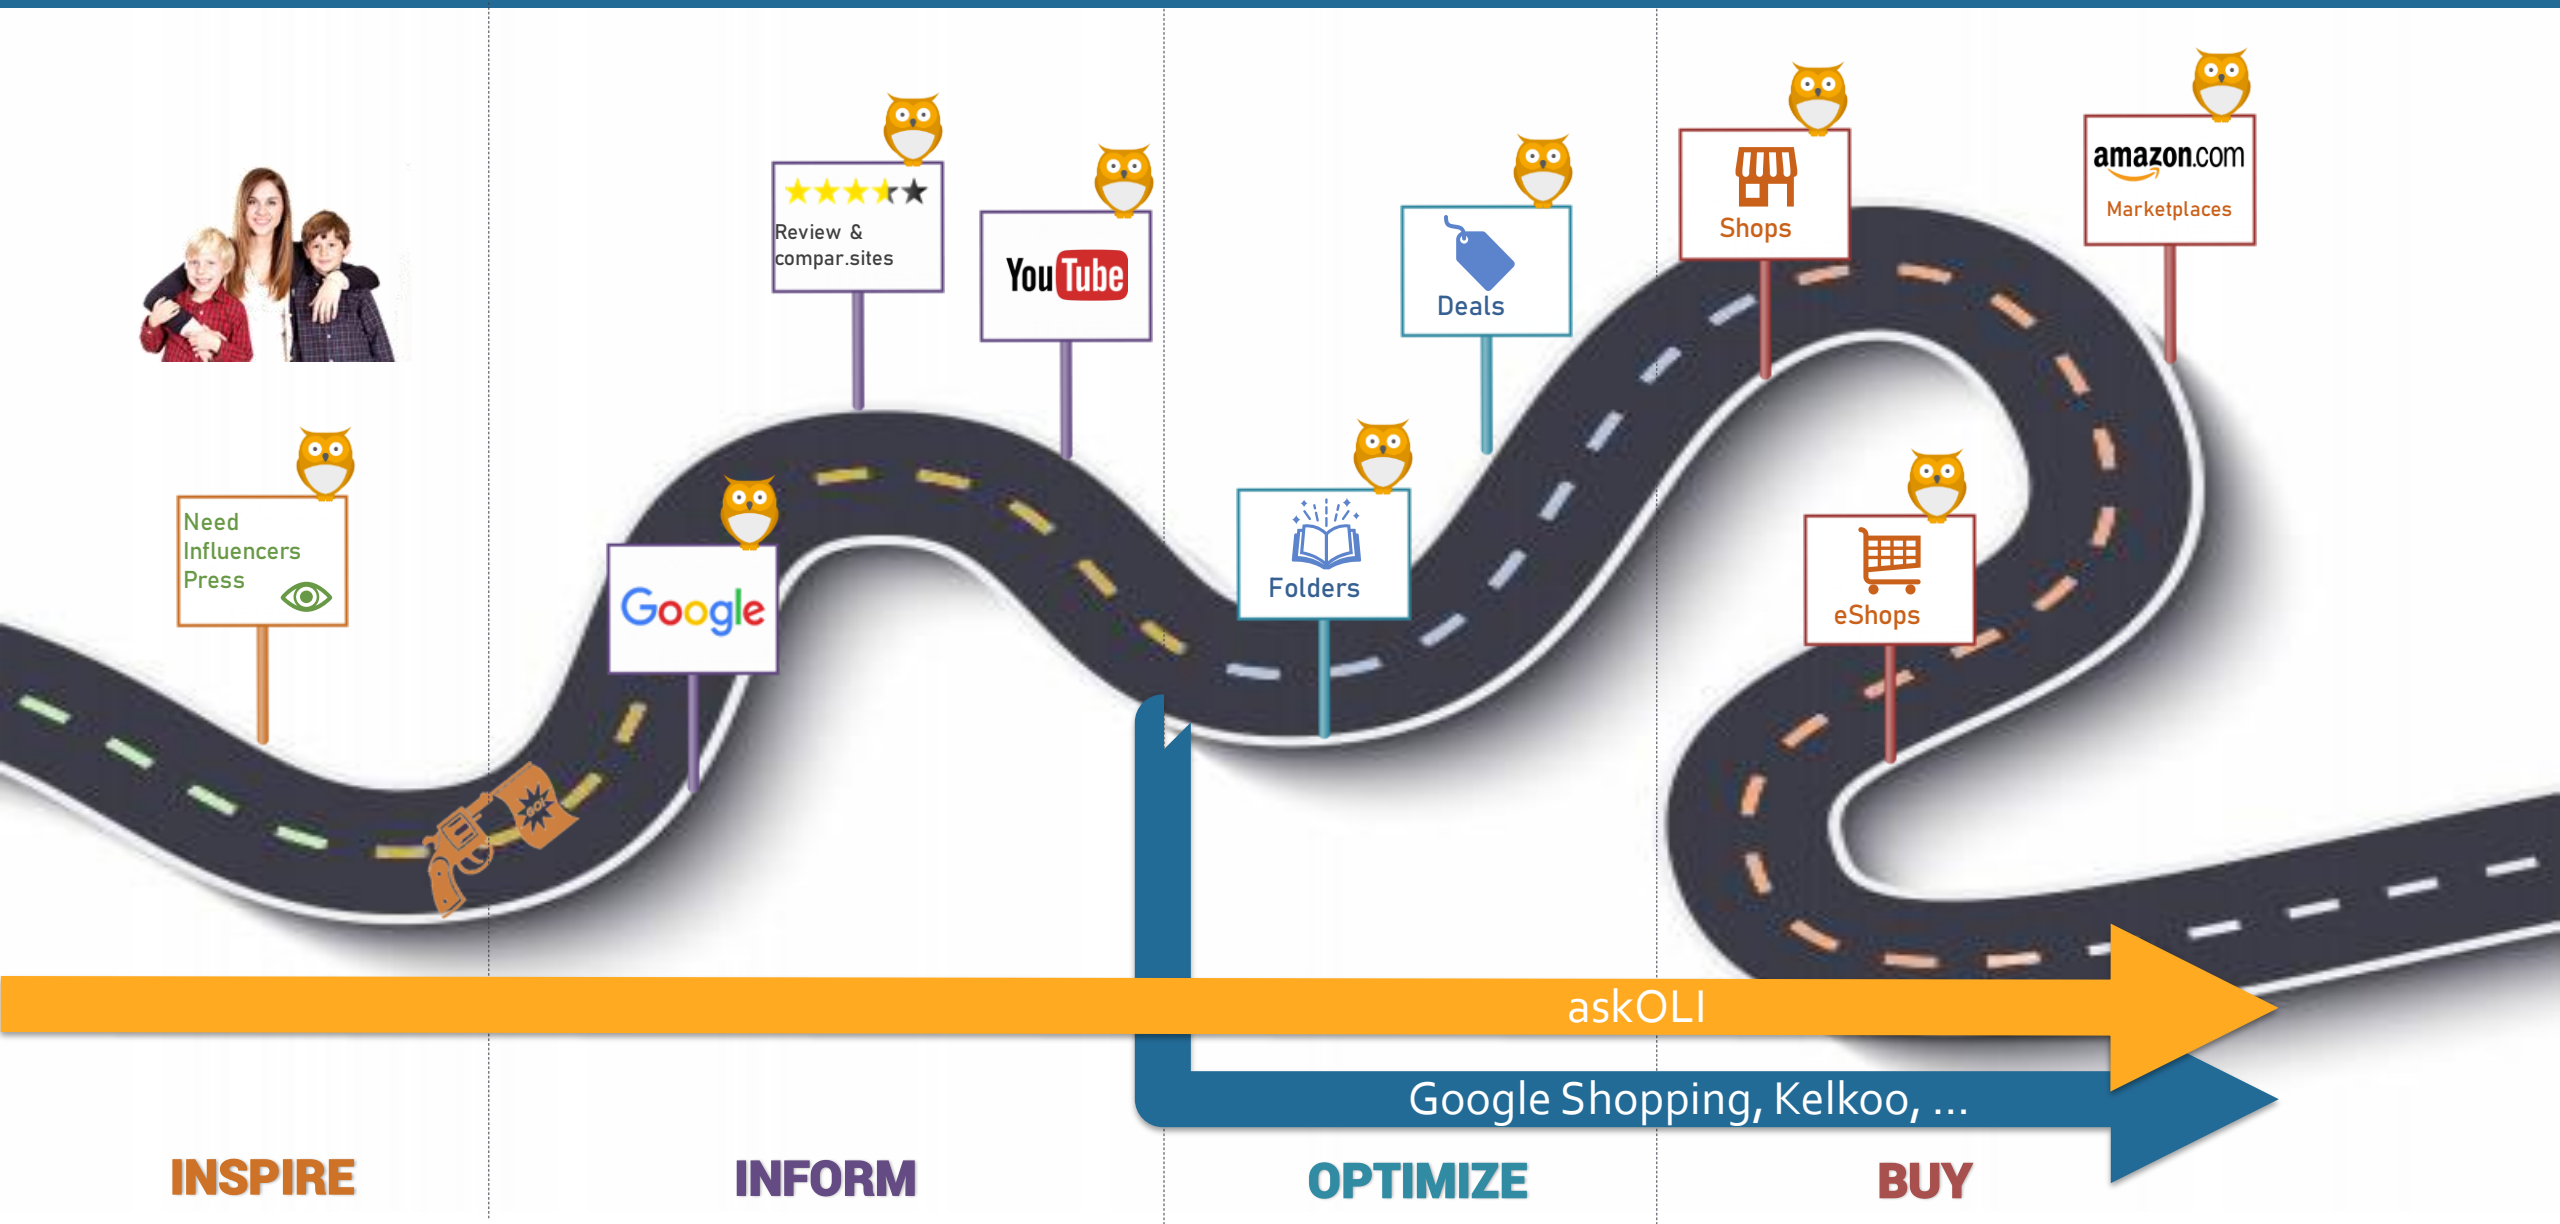 Need
Influencers
Press
Google
Review &
compar.sites
YouTube
GO!
Folders
Deals
Shops
eShops
amazon.com
Marketplaces
askOLI
Google Shopping, Kelkoo, ...
INSPIRE
INFORM
OPTIMIZE
BUY